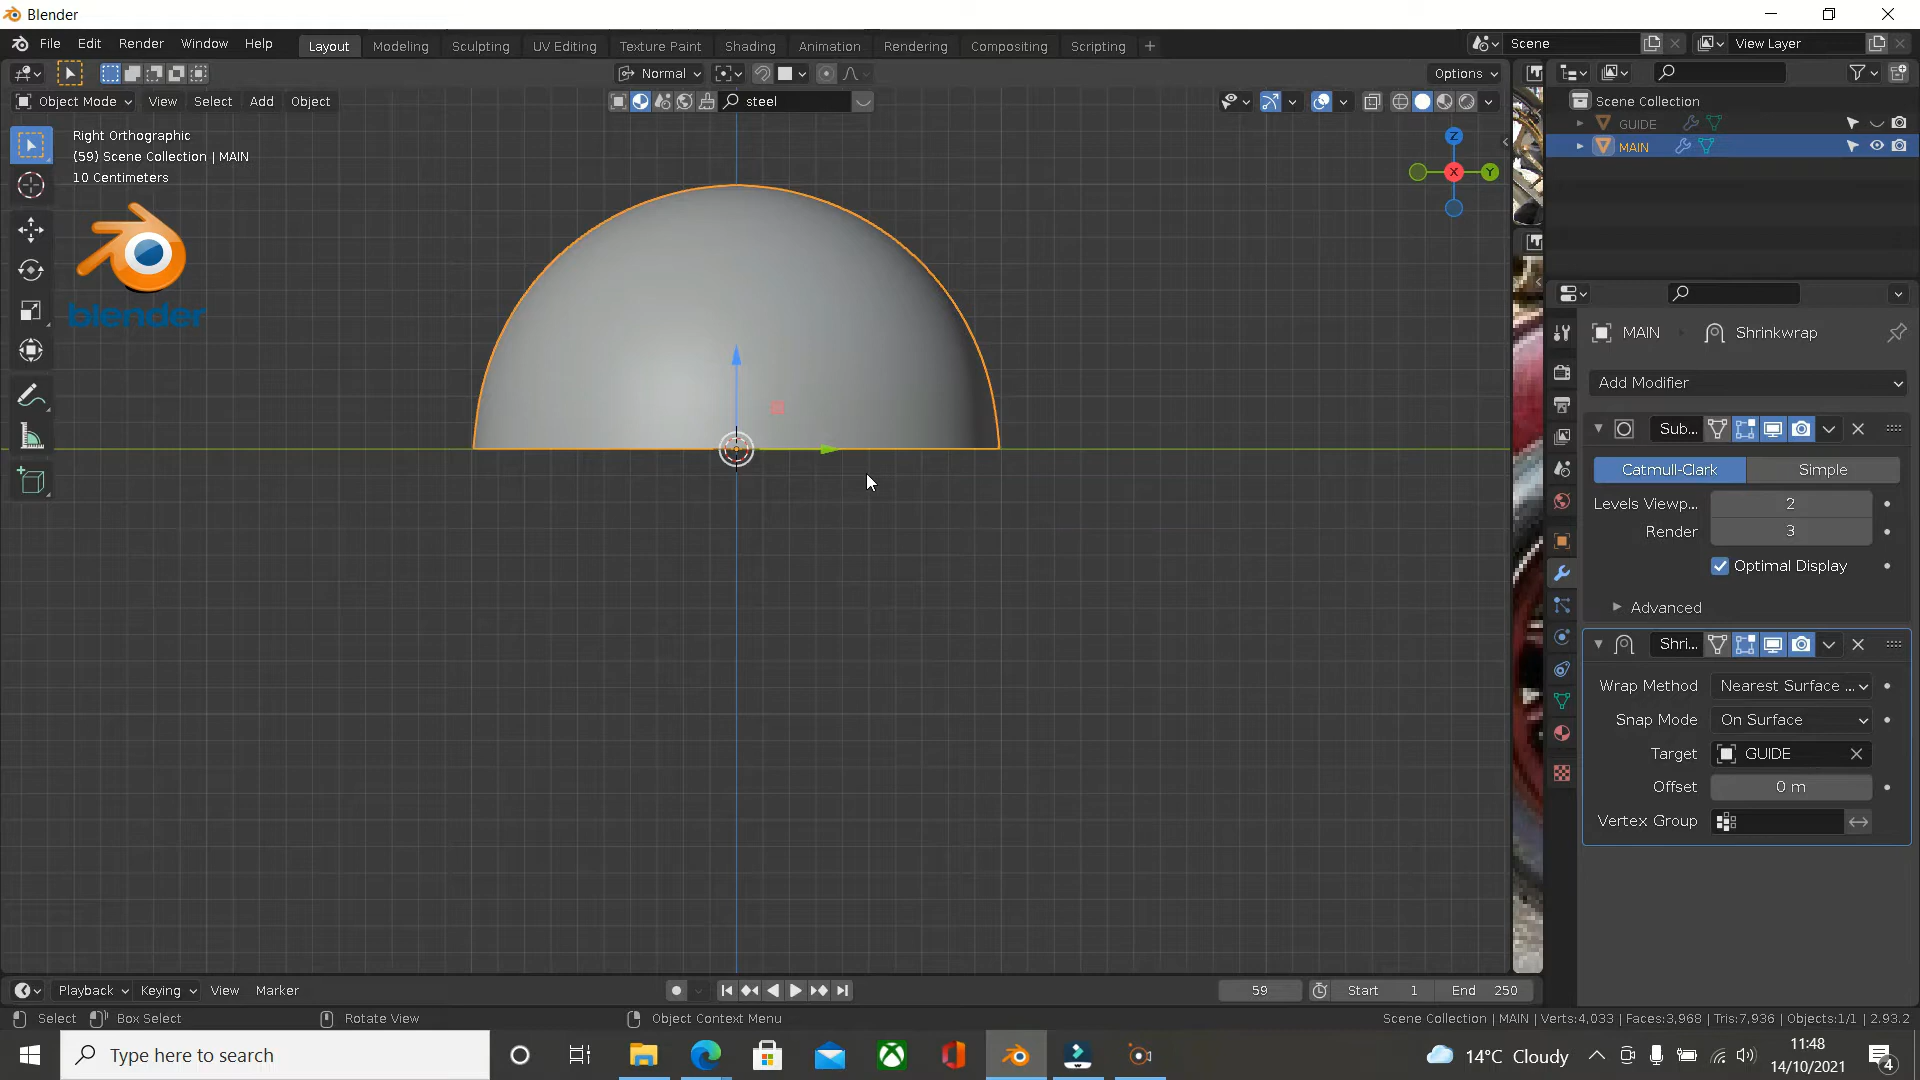 Blender
File Edit Render Window Help Layout Modeling Sculpting UV Editing Texture Paint Shading Animation Rendering Compositing Scripting Scene View Layer
Normal Options
Object Mode View Select Add Object steel
Scene Collection
GUIDE
MAIN
Right Orthographic
(59) Scene Collection | MAIN
10 Centimeters
Z
X
Y
blender
MAIN Shrinkwrap
Add Modifier
Sub...
Catmull-Clark Simple
Levels Viewp... 2
Render 3
Optimal Display
Advanced
Shri...
Wrap Method Nearest Surface ...
Snap Mode On Surface
Target GUIDE
Offset 0 m
Vertex Group
Playback Keying View Marker 59 Start 1 End 250
Select Box Select Rotate View Object Context Menu Scene Collection | MAIN | Verts:4,033 | Faces:3,968 | Tris:7,936 | Objects:1/1 | 2.93.2
Type here to search 14°C Cloudy
11:48
14/10/2021
4